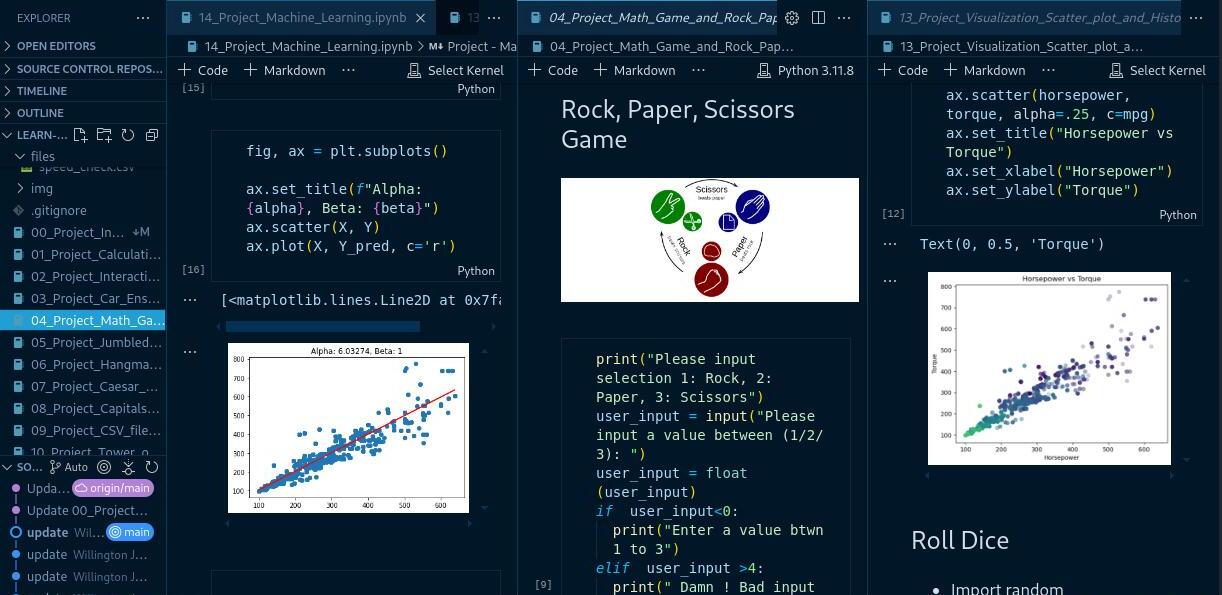 EXPLORER
OPEN EDITORS
SOURCE CONTROL REPOS...
TIMELINE
OUTLINE
LEARN-...
files
speed_check.csv
img
.gitignore
00_Project_In... ↓M
01_Project_Calculati...
02_Project_Interacti...
03_Project_Car_Ens...
04_Project_Math_Ga...
05_Project_Jumbled...
06_Project_Hangma...
07_Project_Caesar_...
08_Project_Capitals...
09_Project_CSV_file...
10_Project_Tower_o...
SO... Auto
Upda... origin/main
Update 00_Project...
update Wil... main
update Willington J...
update Willington J...
14_Project_Machine_Learning.ipynb
13
14_Project_Machine_Learning.ipynb > M↓ Project - Ma
+ Code + Markdown ... Select Kernel
[15]
Python
fig, ax = plt.subplots()
ax.set_title(f"Alpha:
{alpha}, Beta: {beta}")
ax.scatter(X, Y)
ax.plot(X, Y_pred, c='r')
[16]
Python
[<matplotlib.lines.Line2D at 0x7fa
Alpha: 6.03274, Beta: 1
800
700
600
500
400
300
200
100
100 200 300 400 500 600
04_Project_Math_Game_and_Rock_Pap
04_Project_Math_Game_and_Rock_Pap...
+ Code + Markdown ... Python 3.11.8
Rock, Paper, Scissors
Game
Scissors
beats paper
Rock
Paper
print("Please input
selection 1: Rock, 2:
Paper, 3: Scissors")
user_input = input("Please
input a value between (1/2/
3): ")
user_input = float
(user_input)
if user_input<0:
print("Enter a value btwn
1 to 3")
elif user_input >4:
[9]
print(" Damn ! Bad input
13_Project_Visualization_Scatter_plot_and_Histo
13_Project_Visualization_Scatter_plot_a...
+ Code + Markdown ... Select Kernel
ax.scatter(horsepower,
torque, alpha=.25, c=mpg)
ax.set_title("Horsepower vs
Torque")
ax.set_xlabel("Horsepower")
ax.set_ylabel("Torque")
[12]
Python
Text(0, 0.5, 'Torque')
Horsepower vs Torque
800
700
600
500
400
300
200
100
Torque
100 200 300 400 500 600
Horsepower
Roll Dice
• Import random